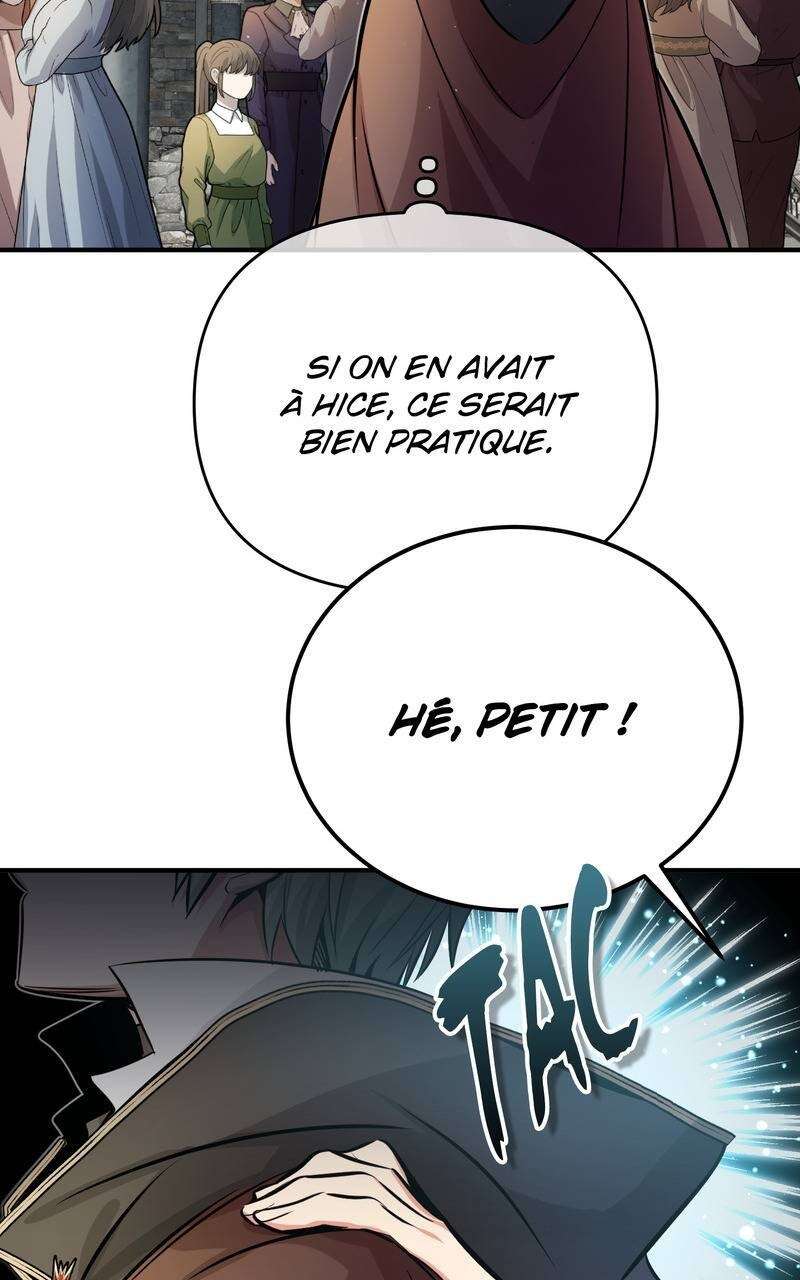 SI ON EN AVAIT
À HICE, CE SERAIT
BIEN PRATIQUE.
HÉ, PETIT !
TAC